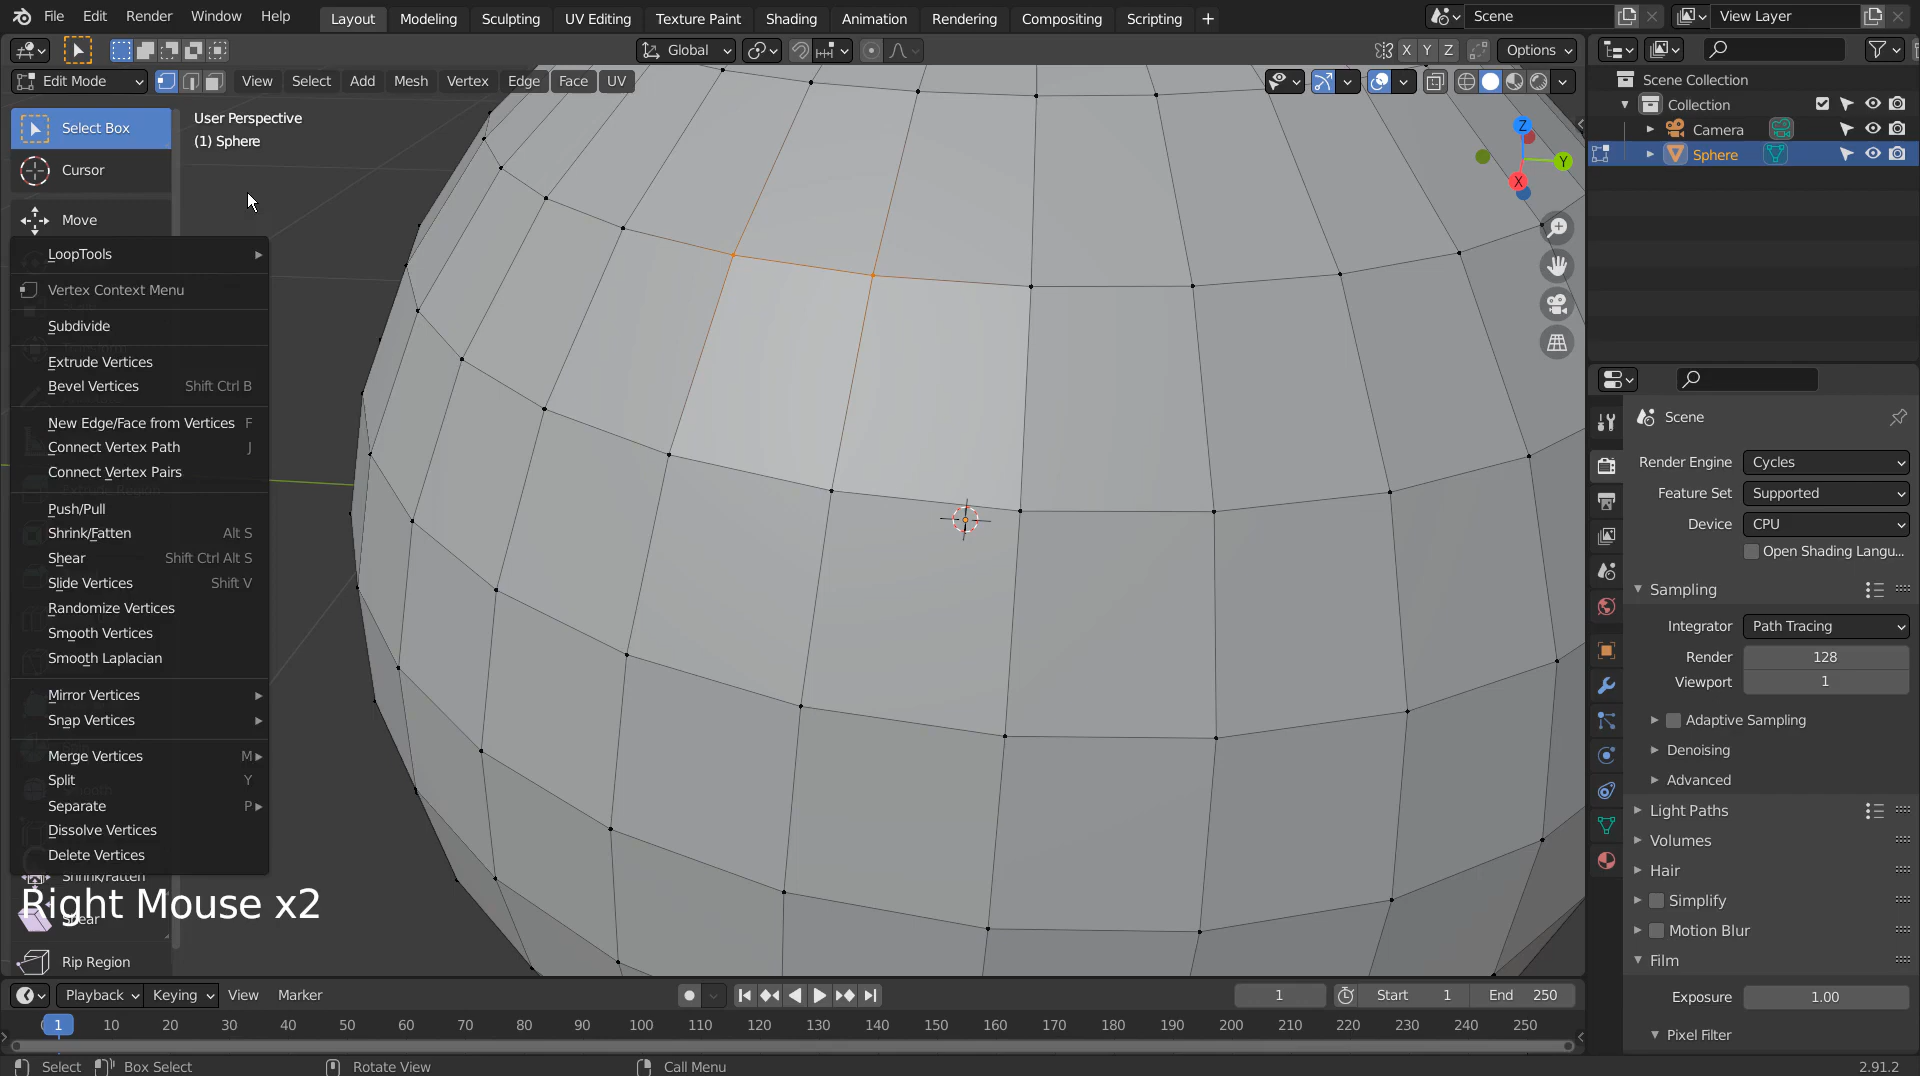 File Edit Render Window Help Layout Modeling Sculpting UV Editing Texture Paint Shading Animation Rendering Compositing Scripting + Scene View Layer
Global X Y Z Options
Edit Mode View Select Add Mesh Vertex Edge Face UV
Select Box
Cursor
Move
User Perspective
(1) Sphere
LoopTools
Vertex Context Menu
Subdivide
Extrude Vertices
Bevel Vertices Shift Ctrl B
New Edge/Face from Vertices F
Connect Vertex Path J
Connect Vertex Pairs
Push/Pull
Shrink/Fatten Alt S
Shear Shift Ctrl Alt S
Slide Vertices Shift V
Randomize Vertices
Smooth Vertices
Smooth Laplacian
Mirror Vertices
Snap Vertices
Merge Vertices M
Split Y
Separate P
Dissolve Vertices
Delete Vertices
Shrink/Fatten
Right Mouse x2
Shear
Rip Region
Z
Y
X
Scene Collection
Collection
Camera
Sphere
Scene
Render Engine Cycles
Feature Set Supported
Device CPU
Open Shading Langu...
Sampling
Integrator Path Tracing
Render 128
Viewport 1
Adaptive Sampling
Denoising
Advanced
Light Paths
Volumes
Hair
Simplify
Motion Blur
Film
Exposure 1.00
Pixel Filter
Playback Keying View Marker 1 Start 1 End 250
1 10 20 30 40 50 60 70 80 90 100 110 120 130 140 150 160 170 180 190 200 210 220 230 240 250
Select Box Select Rotate View Call Menu 2.91.2